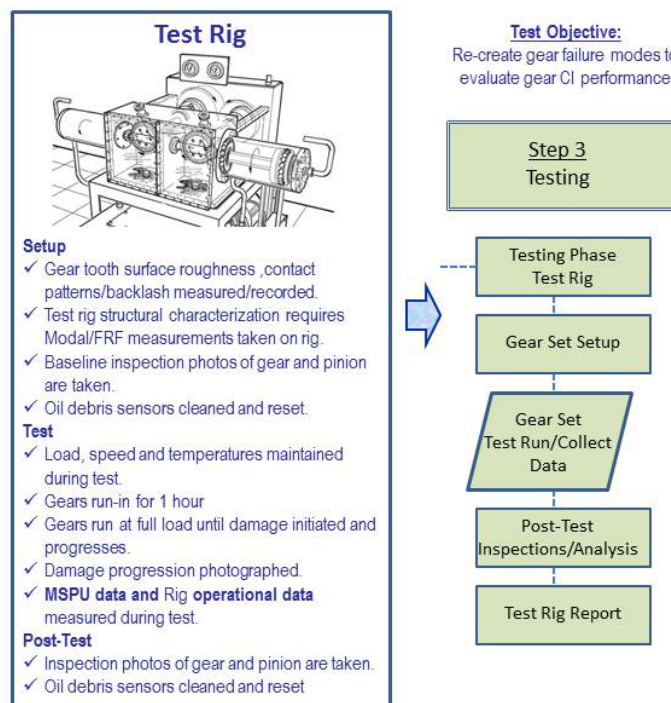 Test Rig
Setup
✓ Gear tooth surface roughness ,contact
patterns/backlash measured/recorded.
✓ Test rig structural characterization requires
Modal/FRF measurements taken on rig.
✓ Baseline inspection photos of gear and pinion
are taken.
✓ Oil debris sensors cleaned and reset.
Test
✓ Load, speed and temperatures maintained
during test.
✓ Gears run-in for 1 hour
✓ Gears run at full load until damage initiated and
progresses.
✓ Damage progression photographed.
✓ MSPU data and Rig operational data
measured during test.
Post-Test
✓ Inspection photos of gear and pinion are taken.
✓ Oil debris sensors cleaned and reset
Test Objective:
Re-create gear failure modes to
evaluate gear CI performance
Step 3
Testing
Testing Phase
Test Rig
Gear Set Setup
Gear Set
Test Run/Collect
Data
Post-Test
Inspections/Analysis
Test Rig Report